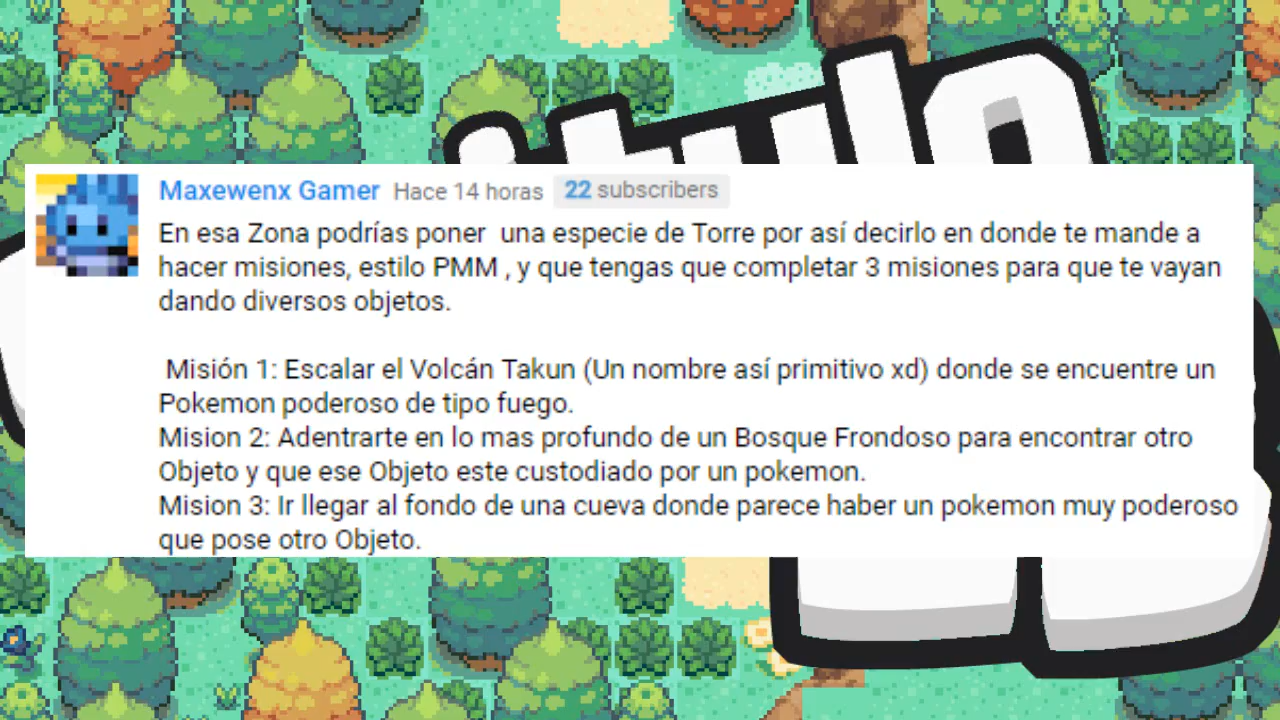 Maxewenx Gamer Hace 14 horas 22 subscribers
En esa Zona podrías poner  una especie de Torre por así decirlo en donde te mande a
hacer misiones, estilo PMM , y que tengas que completar 3 misiones para que te vayan
dando diversos objetos.
Misión 1: Escalar el Volcán Takun (Un nombre así primitivo xd) donde se encuentre un
Pokemon poderoso de tipo fuego.
Mision 2: Adentrarte en lo mas profundo de un Bosque Frondoso para encontrar otro
Objeto y que ese Objeto este custodiado por un pokemon.
Mision 3: Ir llegar al fondo de una cueva donde parece haber un pokemon muy poderoso
que pose otro Objeto.